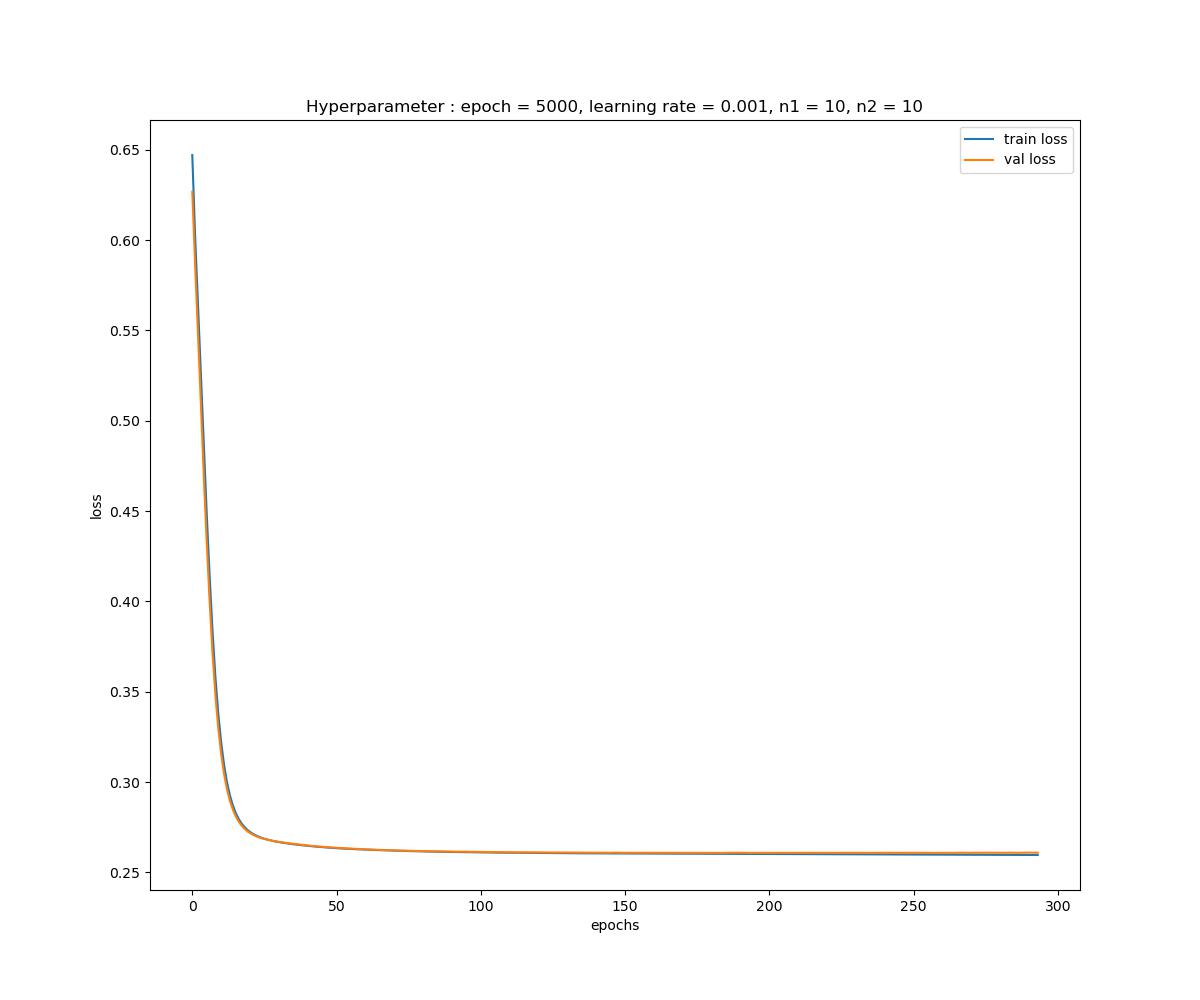 Hyperparameter : epoch = 5000, learning rate = 0.001, n1 = 10, n2 = 10
train loss
val loss
0.65
0.60
0.55
0.50
0.45
0.40
0.35
0.30
0.25
loss
0 50 100 150 200 250 300
epochs